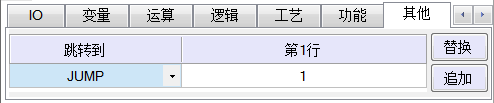 IO 变量 运算 逻辑 工艺 功能 其他
跳转到 第1行 替换
JUMP 1 追加